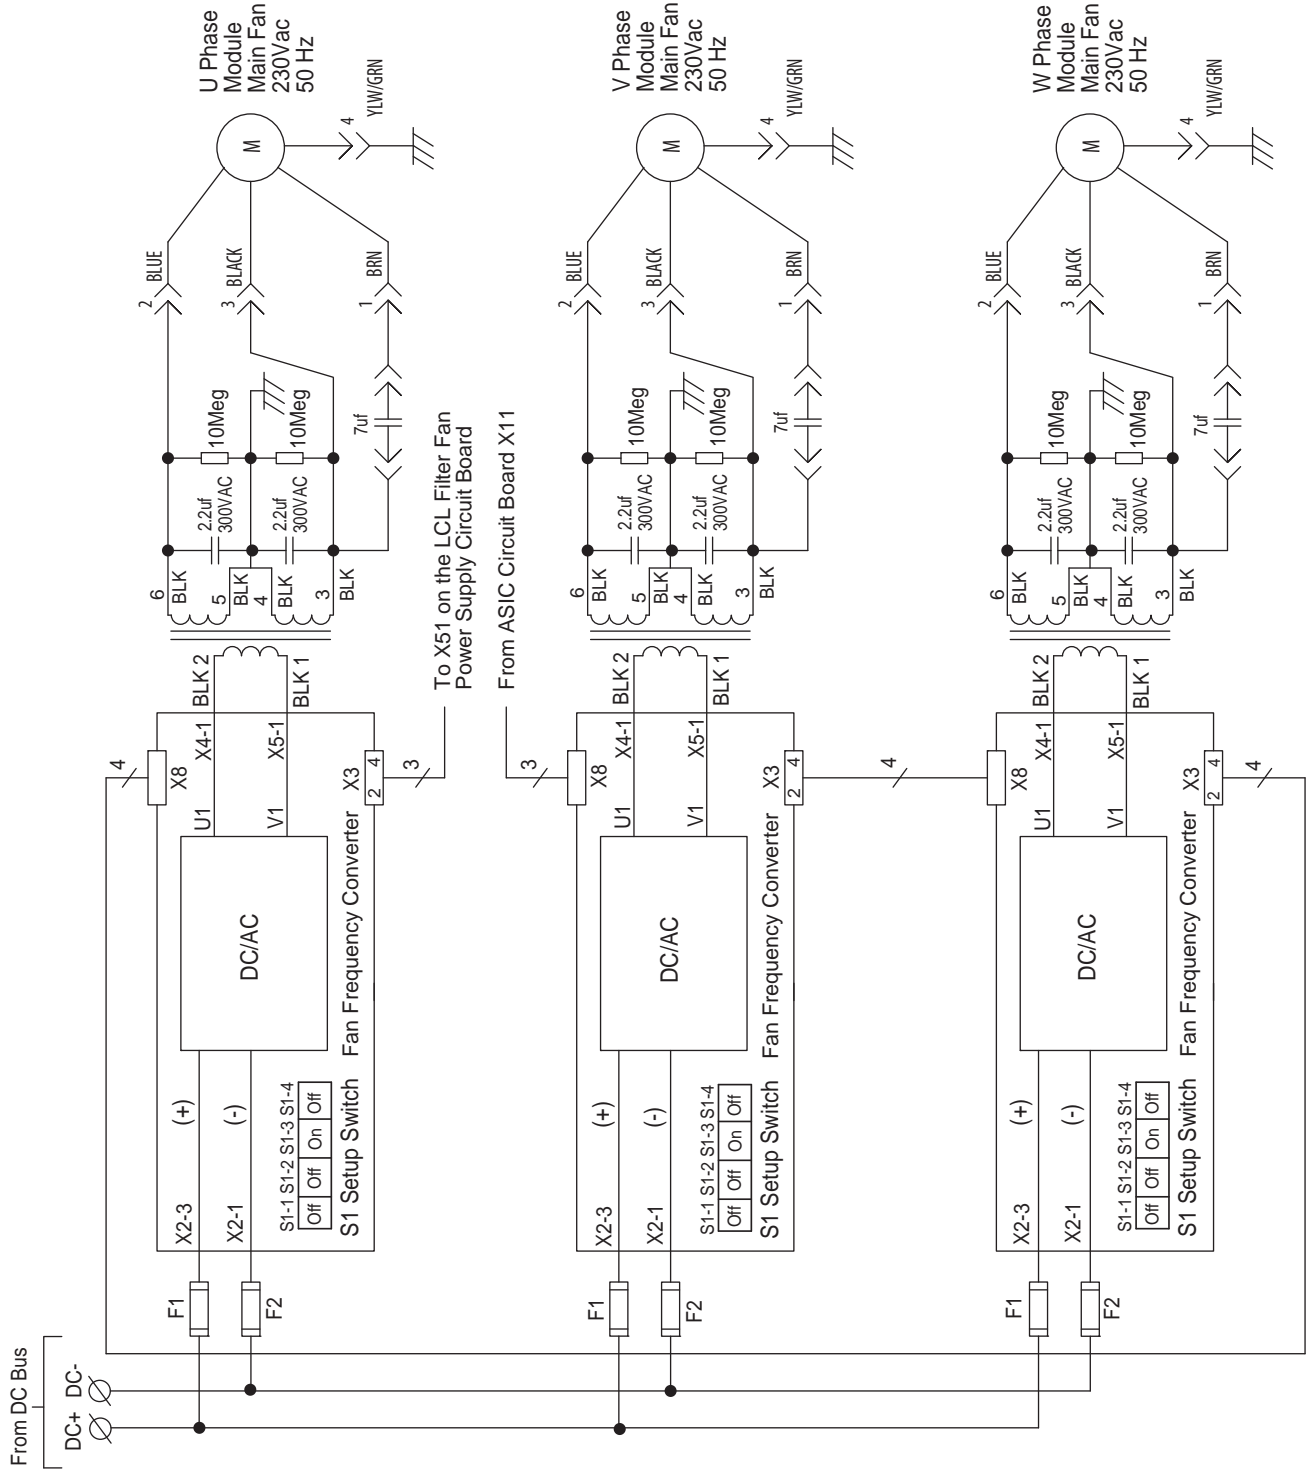 From DC Bus
DC+ DC-
F1
F2
X2-3
(+)
X2-1
(-)
S1-1 S1-2 S1-3 S1-4
Off Off On Off
S1 Setup Switch
DC/AC
Fan Frequency Converter
U1
V1
X4-1
X5-1
X8
4
X3
2 4
3
BLK 2
BLK 1
To X51 on the LCL Filter Fan
Power Supply Circuit Board
6
BLK
5
BLK
4
BLK
3
BLK
2.2uf
300VAC
2.2uf
300VAC
10Meg
10Meg
7uf
2
BLUE
3
BLACK
1
BRN
M
4
YLW/GRN
U Phase
Module
Main Fan
230Vac
50 Hz
F1
F2
X2-3
(+)
X2-1
(-)
S1-1 S1-2 S1-3 S1-4
Off Off On Off
S1 Setup Switch
DC/AC
Fan Frequency Converter
U1
V1
X4-1
X5-1
X8
3
From ASIC Circuit Board X11
X3
2 4
4
BLK 2
BLK 1
6
BLK
5
BLK
4
BLK
3
BLK
2.2uf
300VAC
2.2uf
300VAC
10Meg
10Meg
7uf
2
BLUE
3
BLACK
1
BRN
M
4
YLW/GRN
V Phase
Module
Main Fan
230Vac
50 Hz
F1
F2
X2-3
(+)
X2-1
(-)
S1-1 S1-2 S1-3 S1-4
Off Off On Off
S1 Setup Switch
DC/AC
Fan Frequency Converter
U1
V1
X4-1
X5-1
X8
X3
2 4
4
BLK 2
BLK 1
6
BLK
5
BLK
4
BLK
3
BLK
2.2uf
300VAC
2.2uf
300VAC
10Meg
10Meg
7uf
2
BLUE
3
BLACK
1
BRN
M
4
YLW/GRN
W Phase
Module
Main Fan
230Vac
50 Hz